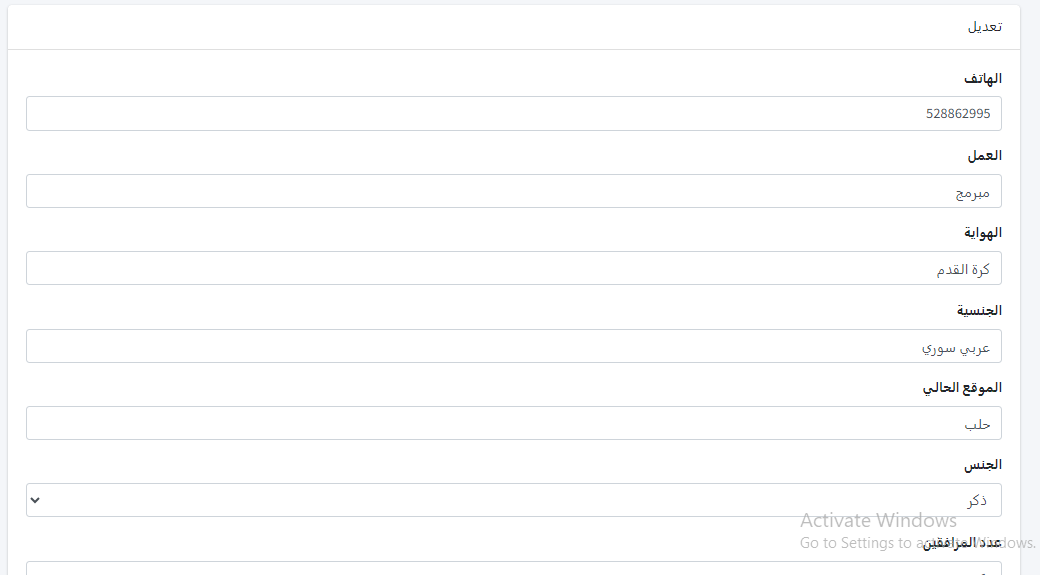 تعديل
الهاتف
528862995
العمل
مبرمج
الهواية
كرة القدم
الجنسية
عربي سوري
الموقع الحالي
حلب
الجنس
ذكر
Activate Windows
عدد المرافقين
Go to Settings to activate Windows.